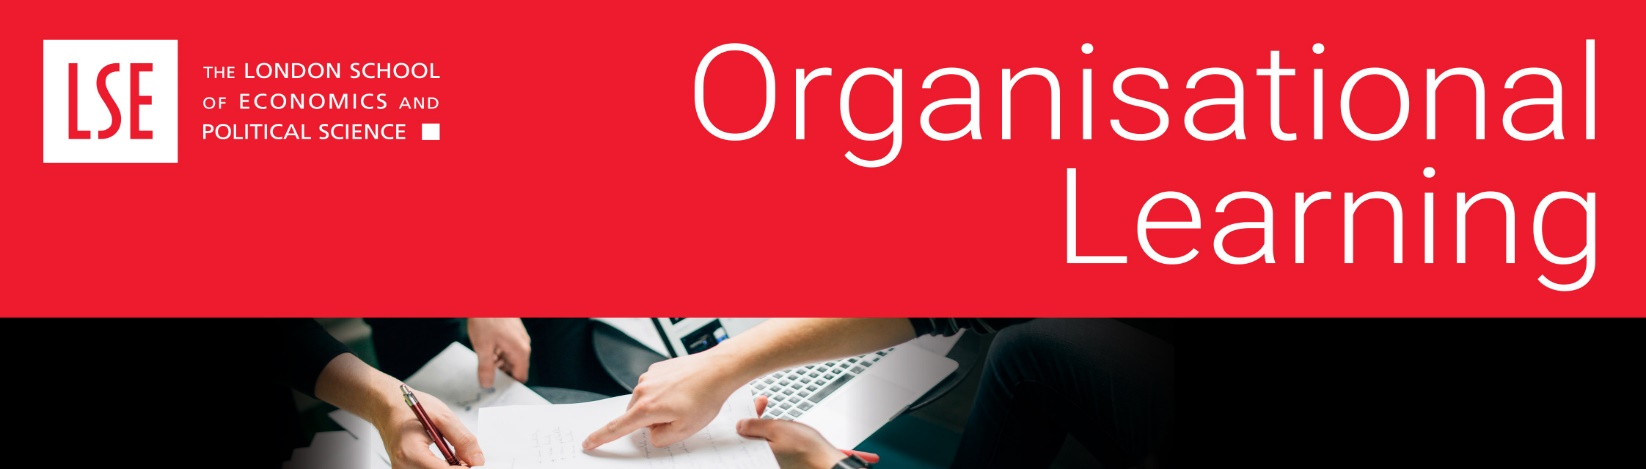 LSE
THE LONDON SCHOOL
OF ECONOMICS AND
POLITICAL SCIENCE
Organisational
Learning